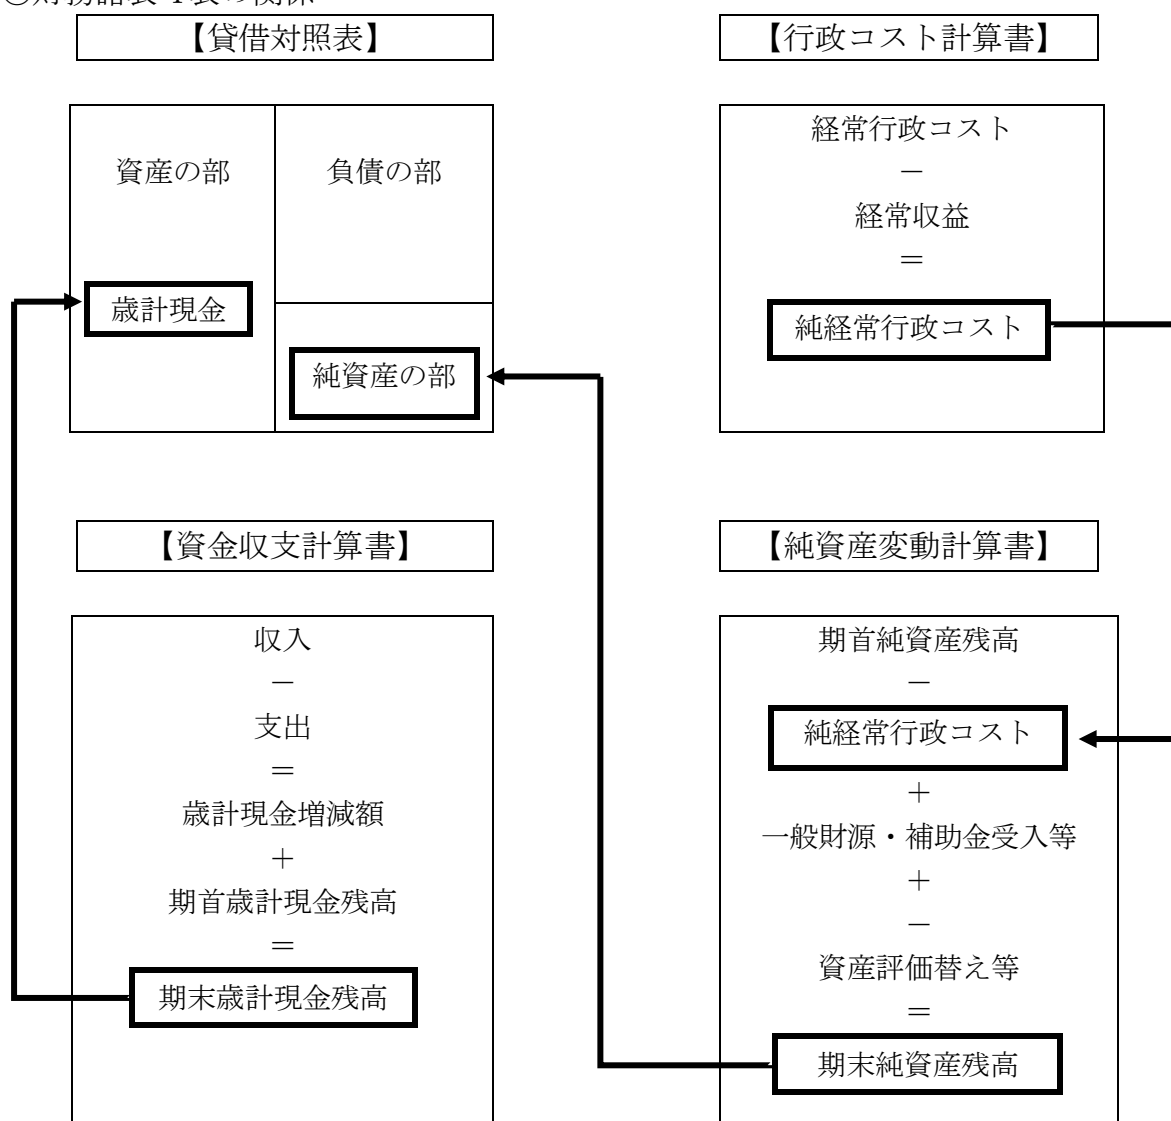 【貸借対照表】
資産の部
負債の部
歳計現金
純資産の部
【行政コスト計算書】
経常行政コスト
－
経常収益
＝
純経常行政コスト
【資金収支計算書】
収入
－
支出
＝
歳計現金増減額
＋
期首歳計現金残高
＝
期末歳計現金残高
【純資産変動計算書】
期首純資産残高
－
純経常行政コスト
＋
一般財源・補助金受入等
＋
－
資産評価替え等
＝
期末純資産残高